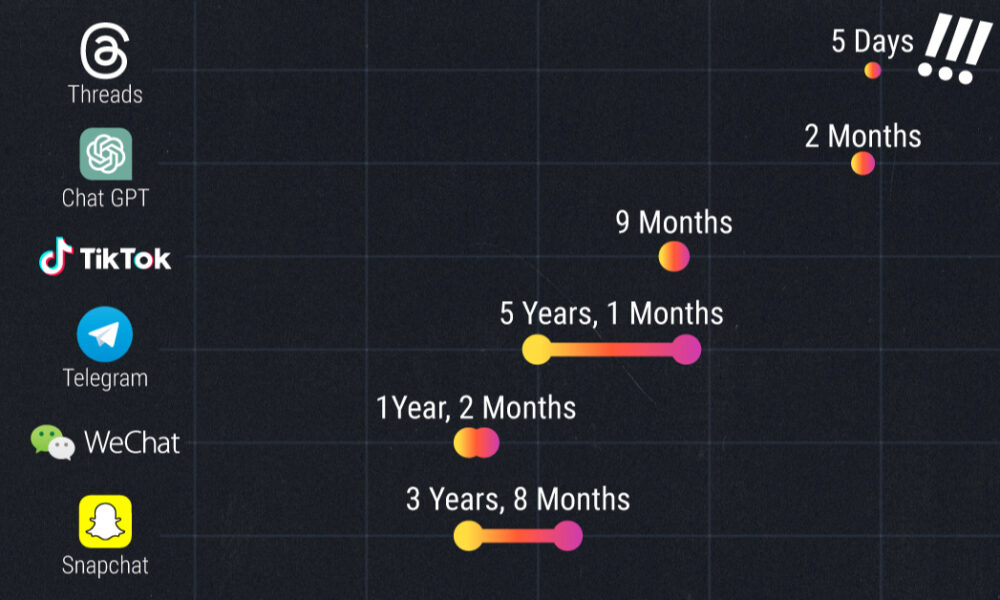 5 Days !!!
Threads
2 Months
Chat GPT
9 Months
TikTok
5 Years, 1 Months
Telegram
1Year, 2 Months
WeChat
3 Years, 8 Months
Snapchat